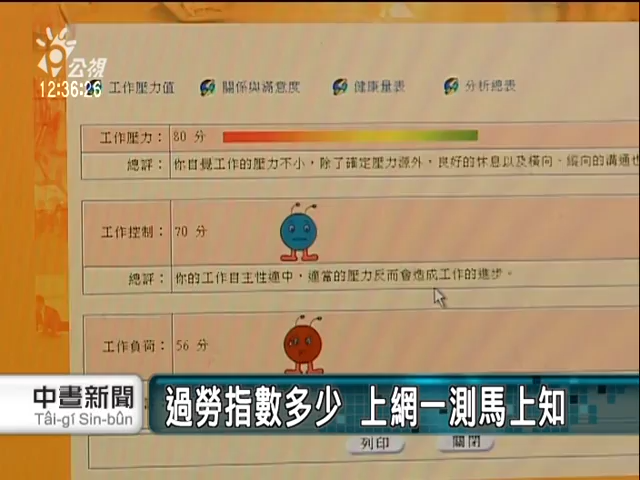 公視
12:36:26
工作壓力值 關係與滿意度 健康量表 分析總表
工作壓力： 80 分
總評： 你自覺工作的壓力不小，除了確定壓力源外，良好的休息以及橫向、縱向的溝通也
工作控制： 70 分
總評： 你的工作自主性適中，適當的壓力反而會造成工作的進步。
工作負荷： 56 分
中晝新聞
Tâi-gí Sin-bûn
過勞指數多少 上網一測馬上知
列印 關閉